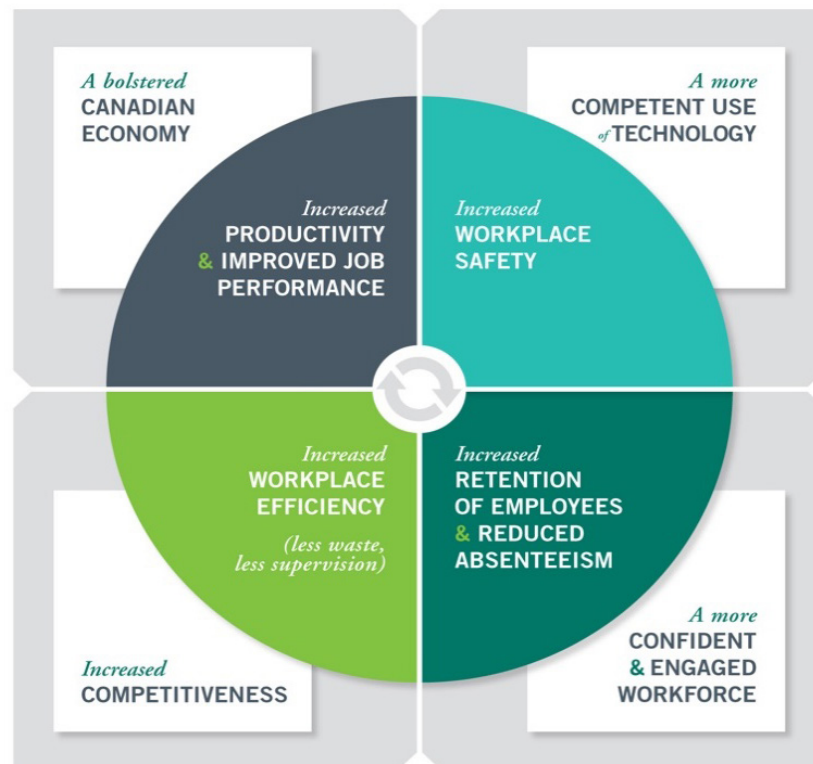 A bolstered
CANADIAN
ECONOMY
A more
COMPETENT USE
of TECHNOLOGY
Increased
PRODUCTIVITY
& IMPROVED JOB
PERFORMANCE
Increased
WORKPLACE
SAFETY
Increased
WORKPLACE
EFFICIENCY
(less waste,
less supervision)
Increased
RETENTION
OF EMPLOYEES
& REDUCED
ABSENTEEISM
Increased
COMPETITIVENESS
A more
CONFIDENT
& ENGAGED
WORKFORCE